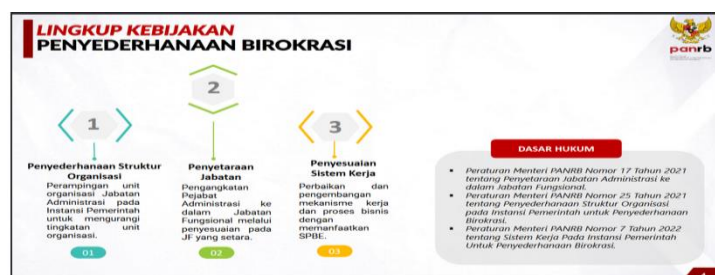 LINGKUP KEBIJAKAN
PENYEDERHANAAN BIROKRASI
panrb
1
Penyederhanaan Struktur
Organisasi
Perampingan unit
organisasi Jabatan
Administrasi pada
Instansi Pemerintah
untuk mengurangi
tingkatan unit
organisasi.
01
2
Penyetaraan
Jabatan
Pengangkatan
Pejabat
Administrasi ke
dalam Jabatan
Fungsional melalui
penyesuaian pada
JF yang setara.
02
3
Penyesuaian
Sistem Kerja
Perbaikan dan
pengembangan
mekanisme kerja
dan proses bisnis
dengan
memanfaatkan
SPBE.
03
DASAR HUKUM
• Peraturan Menteri PANRB Nomor 17 Tahun 2021
tentang Penyetaraan Jabatan Administrasi ke
dalam Jabatan Fungsional.
• Peraturan Menteri PANRB Nomor 25 Tahun 2021
tentang Penyederhanaan Struktur Organisasi
pada Instansi Pemerintah untuk Penyederhanaan
Birokrasi.
• Peraturan Menteri PANRB Nomor 7 Tahun 2022
tentang Sistem Kerja Pada Instansi Pemerintah
Untuk Penyederhanaan Birokrasi.